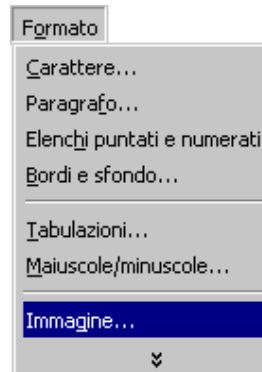 Formato
Carattere...
Paragrafo...
Elenchi puntati e numerati
Bordi e sfondo...
Tabulazioni...
Maiuscole/minuscole...
Immagine...